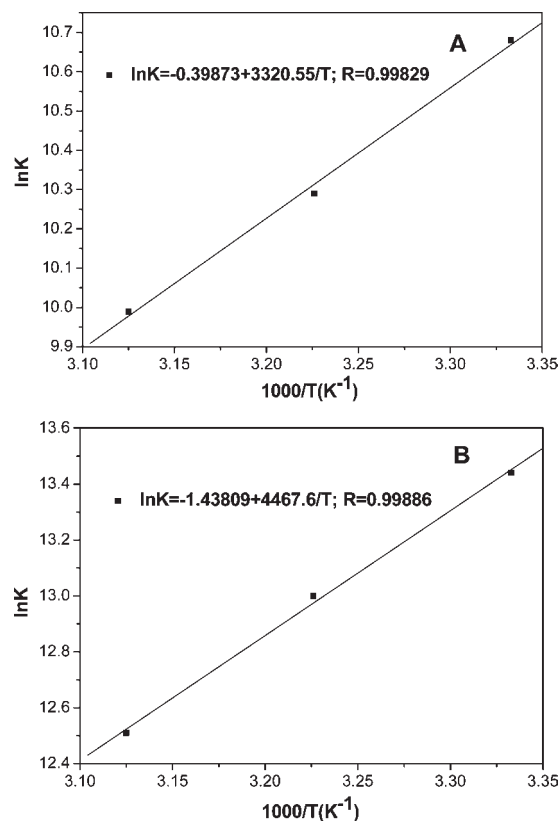 A
lnK=-0.39873+3320.55/T; R=0.99829
10.7
10.6
10.5
10.4
10.3
10.2
10.1
10.0
9.9
lnK
3.10 3.15 3.20 3.25 3.30 3.35
1000/T(K-1)
B
lnK=-1.43809+4467.6/T; R=0.99886
13.6
13.4
13.2
13.0
12.8
12.6
12.4
lnK
3.10 3.15 3.20 3.25 3.30 3.35
1000/T(K-1)